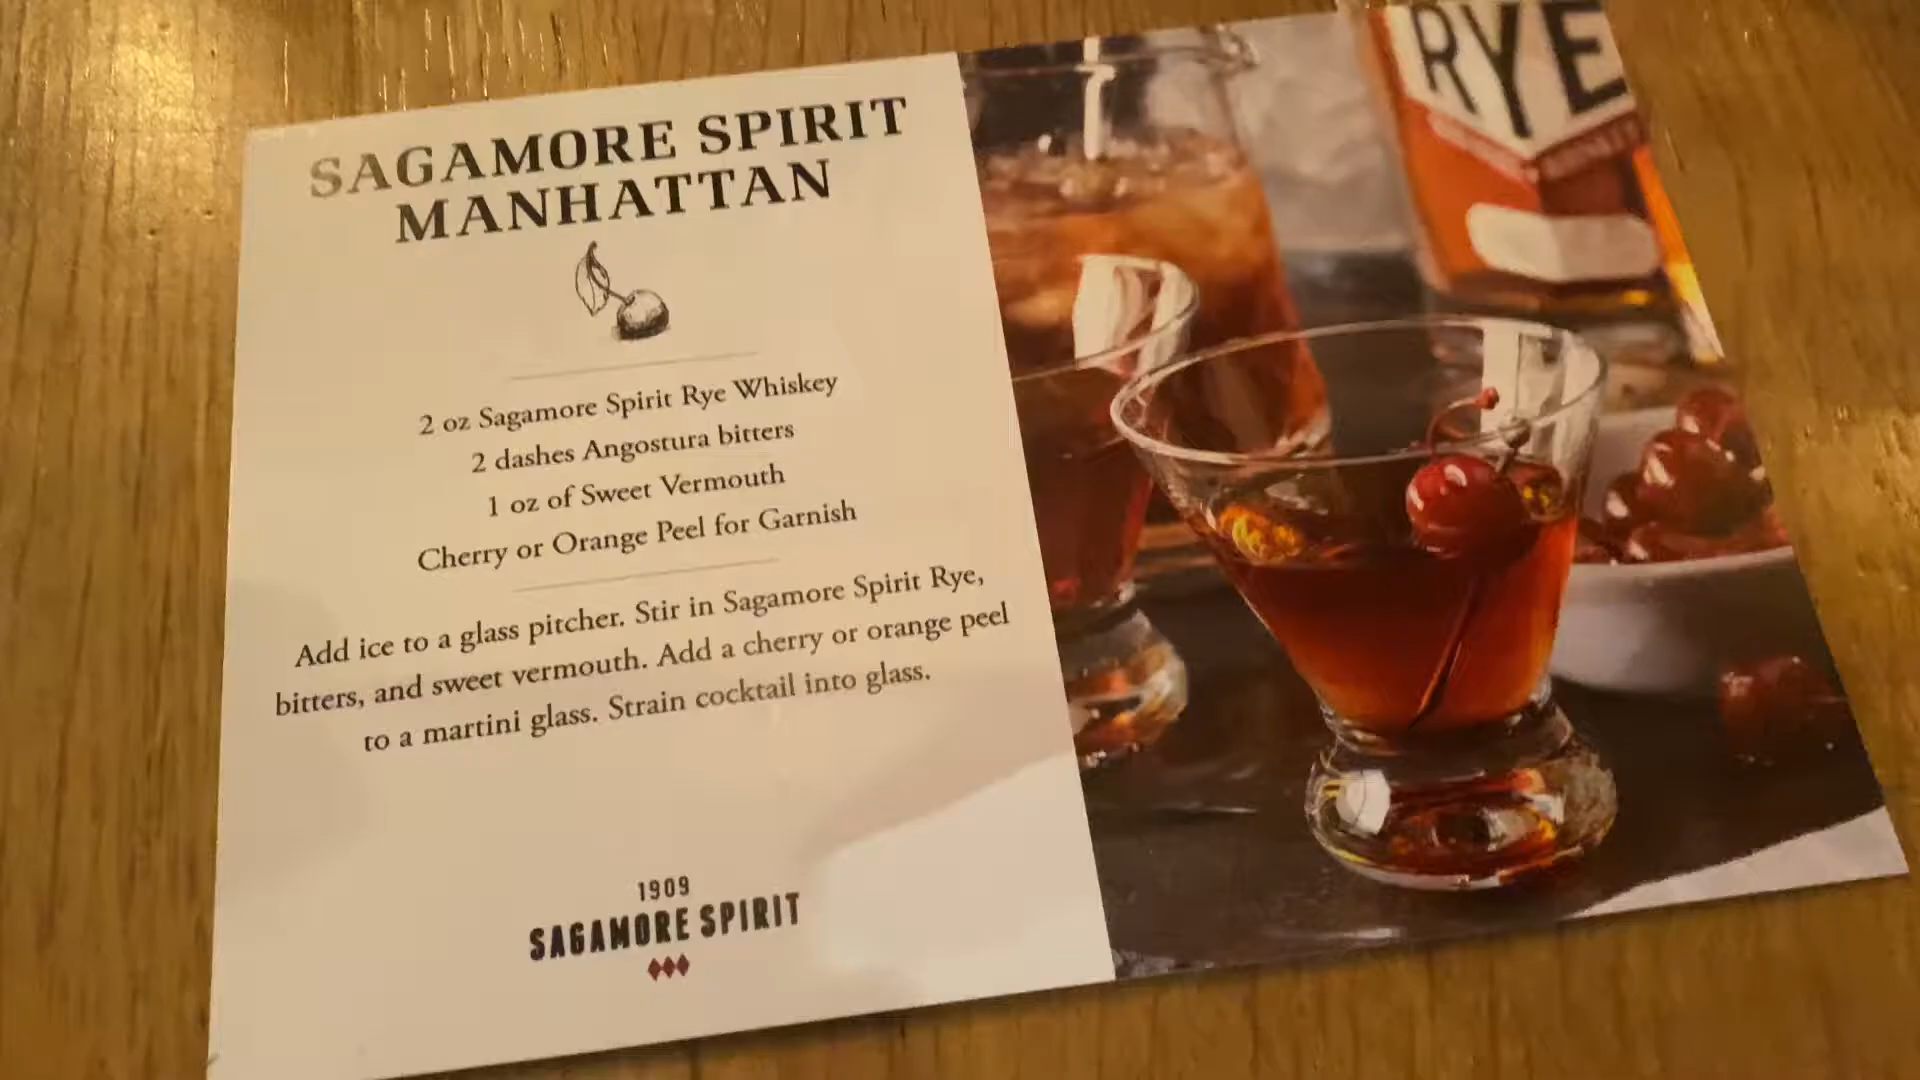 SAGAMORE SPIRIT
MANHATTAN
2 oz Sagamore Spirit Rye Whiskey
2 dashes Angostura bitters
1 oz of Sweet Vermouth
Cherry or Orange Peel for Garnish
Add ice to a glass pitcher. Stir in Sagamore Spirit Rye,
bitters, and sweet vermouth. Add a cherry or orange peel
to a martini glass. Strain cocktail into glass.
1909
SAGAMORE SPIRIT
RYE